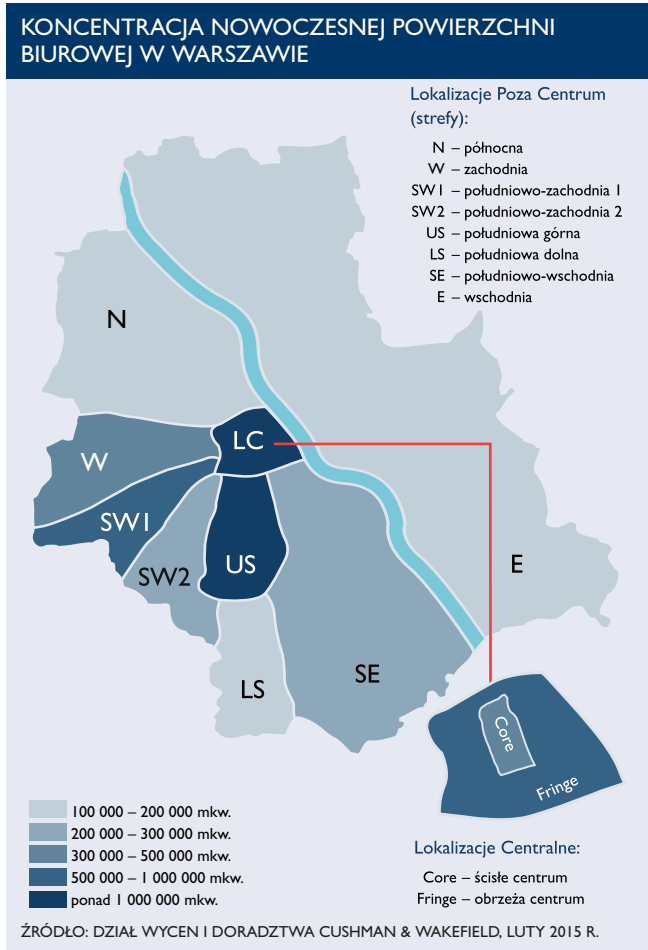 KONCENTRACJA NOWOCZESNEJ POWIERZCHNI
BIUROWEJ W WARSZAWIE
Lokalizacje Poza Centrum
(strefy):
N – północna
W – zachodnia
SW1 – południowo-zachodnia 1
SW2 – południowo-zachodnia 2
US – południowa górna
LS – południowa dolna
SE – południowo-wschodnia
E – wschodnia
N
LC
W
SW1
SW2
US
E
LS
SE
Core
Fringe
100 000 – 200 000 mkw.
200 000 – 300 000 mkw.
300 000 – 500 000 mkw.
500 000 – 1 000 000 mkw.
ponad 1 000 000 mkw.
Lokalizacje Centralne:
Core – ścisłe centrum
Fringe – obrzeża centrum
ŹRÓDŁO: DZIAŁ WYCEN I DORADZTWA CUSHMAN & WAKEFIELD, LUTY 2015 R.